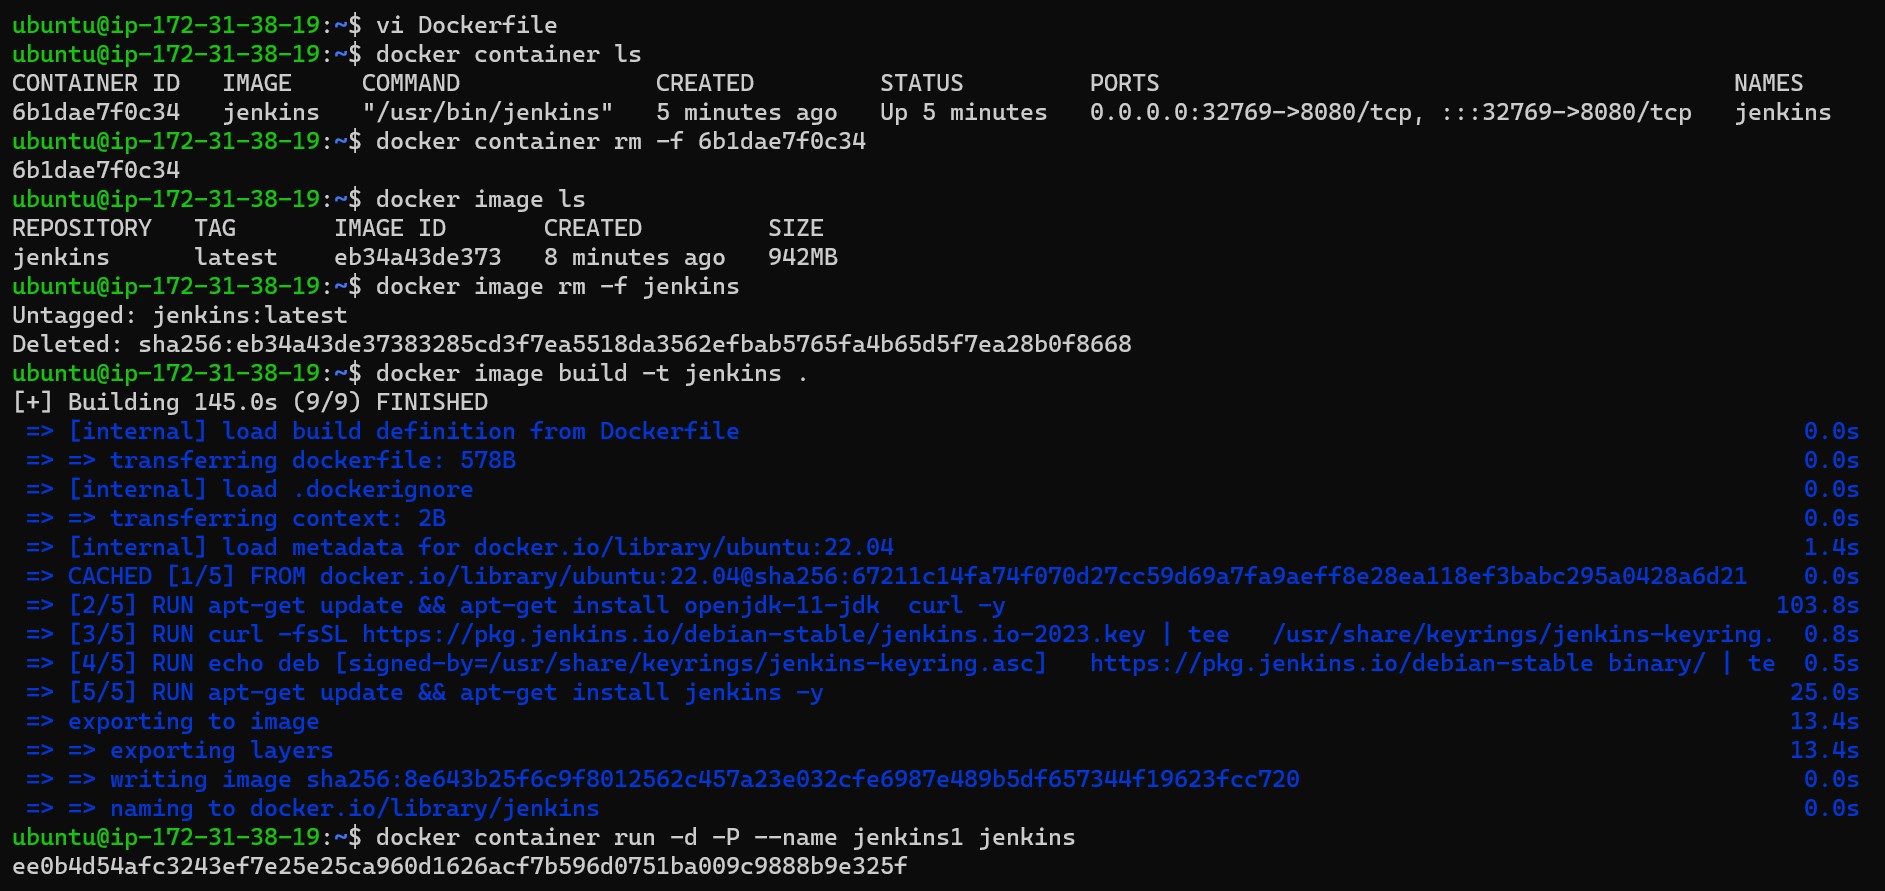 ubuntu@ip-172-31-38-19:~$ vi Dockerfile
ubuntu@ip-172-31-38-19:~$ docker container ls
CONTAINER ID   IMAGE     COMMAND              CREATED         STATUS         PORTS                                         NAMES
6b1dae7f0c34   jenkins   "/usr/bin/jenkins"   5 minutes ago   Up 5 minutes   0.0.0.0:32769->8080/tcp, :::32769->8080/tcp   jenkins
ubuntu@ip-172-31-38-19:~$ docker container rm -f 6b1dae7f0c34
6b1dae7f0c34
ubuntu@ip-172-31-38-19:~$ docker image ls
REPOSITORY   TAG       IMAGE ID       CREATED         SIZE
jenkins      latest    eb34a43de373   8 minutes ago   942MB
ubuntu@ip-172-31-38-19:~$ docker image rm -f jenkins
Untagged: jenkins:latest
Deleted: sha256:eb34a43de37383285cd3f7ea5518da3562efbab5765fa4b65d5f7ea28b0f8668
ubuntu@ip-172-31-38-19:~$ docker image build -t jenkins .
[+] Building 145.0s (9/9) FINISHED
 => [internal] load build definition from Dockerfile 0.0s
 => => transferring dockerfile: 578B 0.0s
 => [internal] load .dockerignore 0.0s
 => => transferring context: 2B 0.0s
 => [internal] load metadata for docker.io/library/ubuntu:22.04 1.4s
 => CACHED [1/5] FROM docker.io/library/ubuntu:22.04@sha256:67211c14fa74f070d27cc59d69a7fa9aeff8e28ea118ef3babc295a0428a6d21 0.0s
 => [2/5] RUN apt-get update && apt-get install openjdk-11-jdk  curl -y 103.8s
 => [3/5] RUN curl -fsSL https://pkg.jenkins.io/debian-stable/jenkins.io-2023.key | tee   /usr/share/keyrings/jenkins-keyring. 0.8s
 => [4/5] RUN echo deb [signed-by=/usr/share/keyrings/jenkins-keyring.asc]   https://pkg.jenkins.io/debian-stable binary/ | te 0.5s
 => [5/5] RUN apt-get update && apt-get install jenkins -y 25.0s
 => exporting to image 13.4s
 => => exporting layers 13.4s
 => => writing image sha256:8e643b25f6c9f8012562c457a23e032cfe6987e489b5df657344f19623fcc720 0.0s
 => => naming to docker.io/library/jenkins 0.0s
ubuntu@ip-172-31-38-19:~$ docker container run -d -P --name jenkins1 jenkins
ee0b4d54afc3243ef7e25e25ca960d1626acf7b596d0751ba009c9888b9e325f